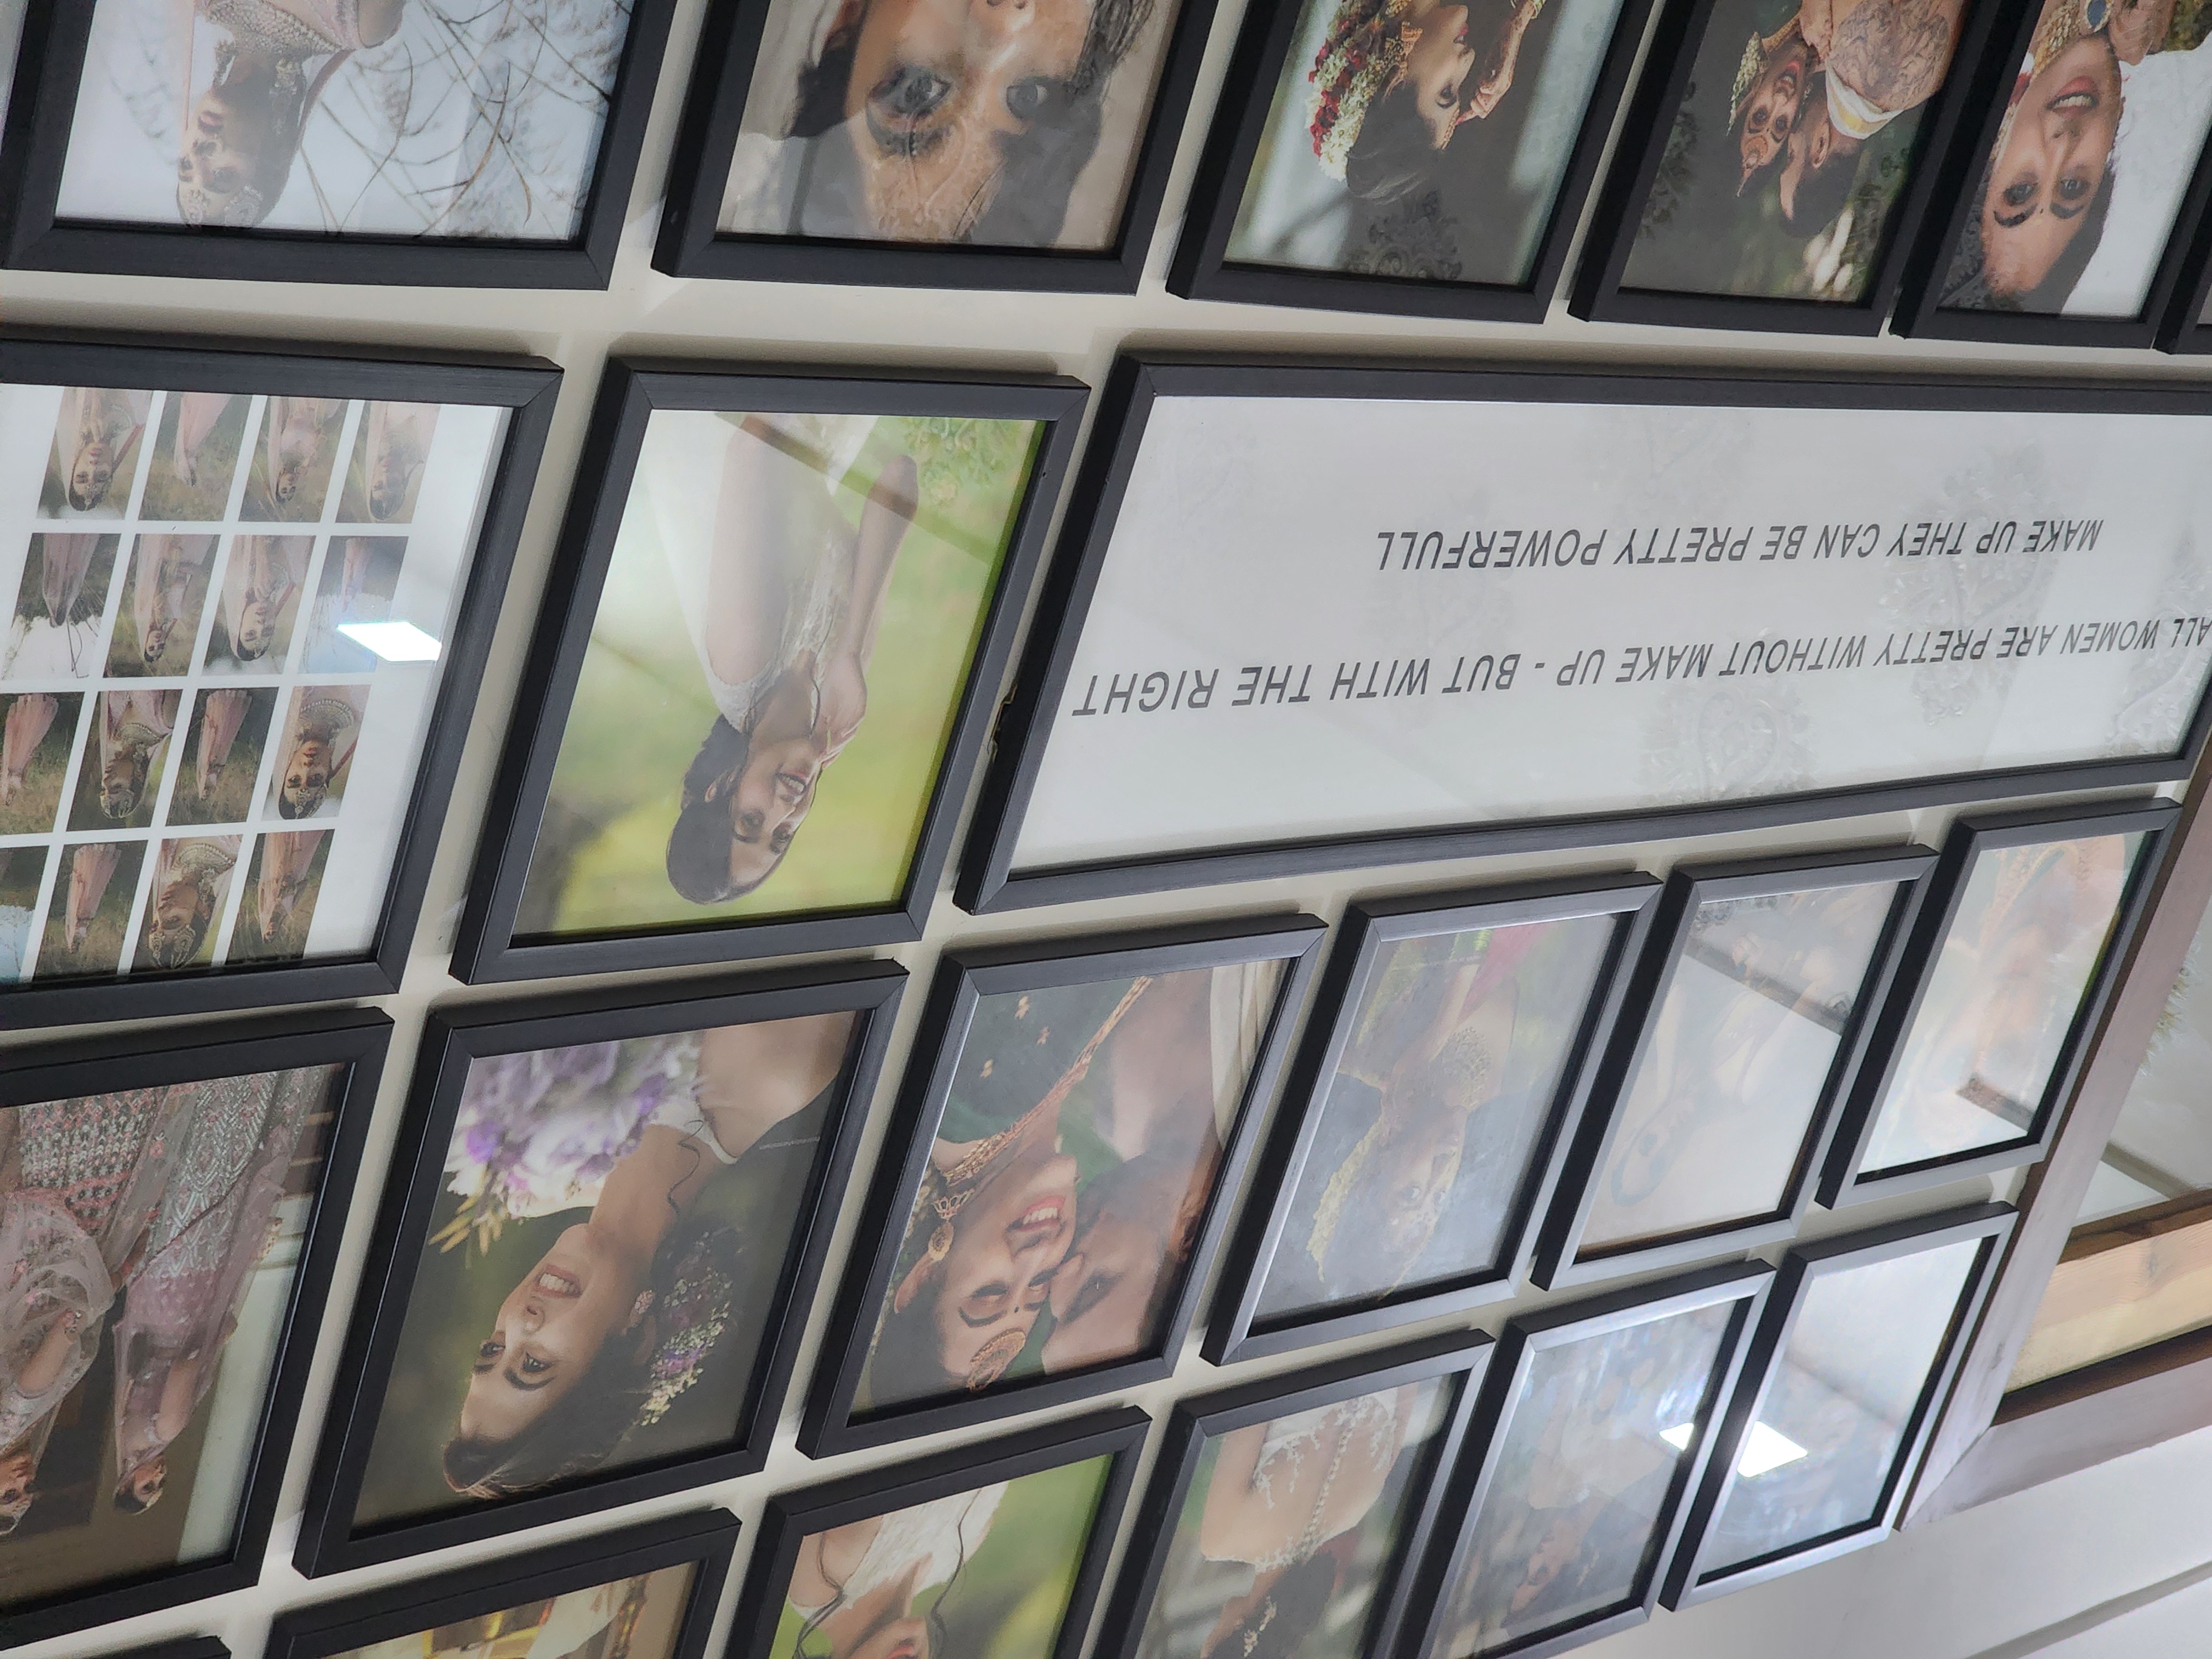 ALL WOMEN ARE PRETTY WITHOUT MAKE UP - BUT WITH THE RIGHT
MAKE UP THEY CAN BE PRETTY POWERFULL